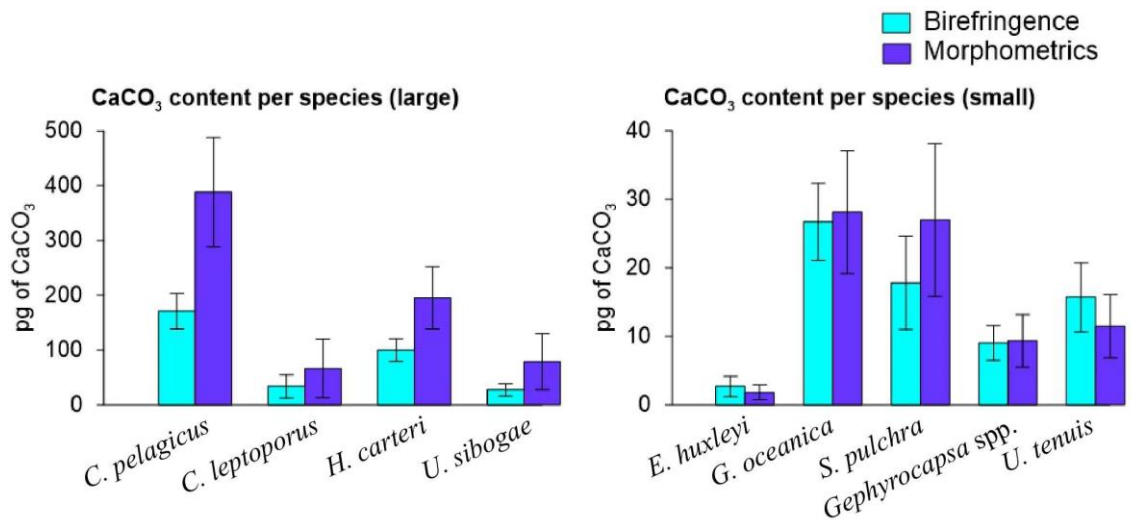 Birefringence
Morphometrics
CaCO₃ content per species (large)
500
400
300
200
100
0
pg of CaCO₃
C. pelagicus
C. leptoporus
H. carteri
U. sibogae
CaCO₃ content per species (small)
40
30
20
10
0
pg of CaCO₃
E. huxleyi
G. oceanica
S. pulchra
Gephyrocapsa spp.
U. tenuis